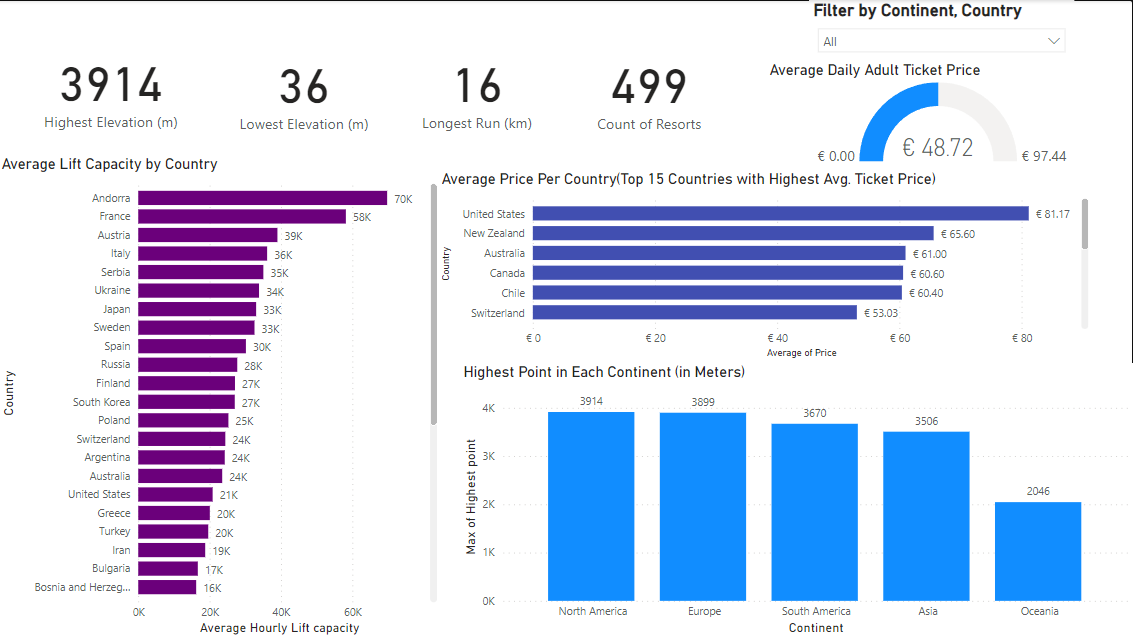 Filter by Continent, Country
All
3914
Highest Elevation (m)
36
Lowest Elevation (m)
16
Longest Run (km)
499
Count of Resorts
Average Daily Adult Ticket Price
€ 0.00
€ 48.72
€ 97.44
Average Lift Capacity by Country
Country
Andorra 70K
France 58K
Austria 39K
Italy 36K
Serbia 35K
Ukraine 34K
Japan 33K
Sweden 33K
Spain 30K
Russia 28K
Finland 27K
South Korea 27K
Poland 25K
Switzerland 24K
Argentina 24K
Australia 24K
United States 21K
Greece 20K
Turkey 20K
Iran 19K
Bulgaria 17K
Bosnia and Herzeg... 16K
0K 20K 40K 60K
Average Hourly Lift capacity
Average Price Per Country(Top 15 Countries with Highest Avg. Ticket Price)
Country
United States € 81.17
New Zealand € 65.60
Australia € 61.00
Canada € 60.60
Chile € 60.40
Switzerland € 53.03
€ 0 € 20 € 40 € 60 € 80
Average of Price
Highest Point in Each Continent (in Meters)
Max of Highest point
4K
3K
2K
1K
0K
3914 3899 3670 3506 2046
North America Europe South America Asia Oceania
Continent